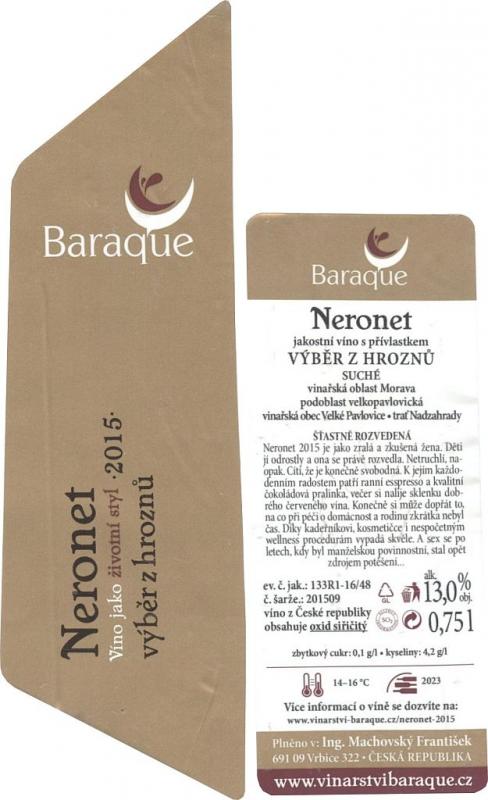 Baraque
Neronet
Víno jako životní styl ·2015·
výběr z hroznů
Baraque
Neronet
jakostní víno s přívlastkem
VÝBĚR Z HROZNŮ
SUCHÉ
vinařská oblast Morava
podoblast velkopavlovická
vinařská obec Velké Pavlovice • trať Nadzahrady
ŠŤASTNĚ ROZVEDENÁ
Neronet 2015 je jako zralá a zkušená žena. Děti
jí odrostly a ona se právě rozvedla. Netruchlí, na-
opak. Cítí, že je konečně svobodná. K jejím každo-
denním radostem patří ranní esspresso a kvalitní
čokoládová pralinka, večer si nalije sklenku dob-
rého červeného vína. Konečně si může dopřát to,
na co při péči o domácnost a rodinu zkrátka nebyl
čas. Díky kadeřníkovi, kosmetičce i nespočetným
wellness procedurám vypadá skvěle. A sex se po
letech, kdy byl manželskou povinností, stal opět
zdrojem potěšení...
ev. č. jak.: 133R1-16/48
č. šarže.: 201509
víno z České republiky
obsahuje oxid siřičitý
GL
SO₂
alk.
13,0% obj.
0,75 l
zbytkový cukr: 0,1 g/l • kyseliny: 4,2 g/l
14–16 °C
2023
Více informací o víně se dozvíte na:
www.vinarstvi-baraque.cz/neronet-2015
Plněno v: Ing. Machovský František
691 09 Vrbice 322 • ČESKÁ REPUBLIKA
www.vinarstvibaraque.cz